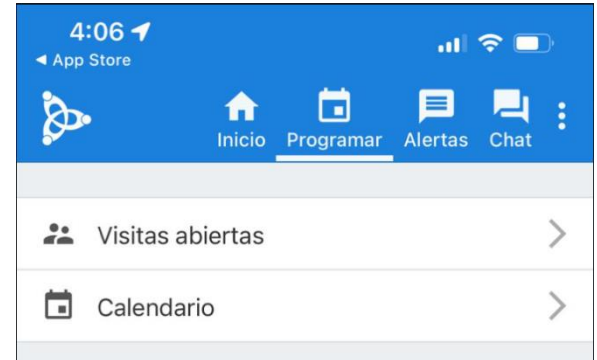 4:06
◀ App Store
Inicio Programar Alertas Chat
Visitas abiertas
Calendario